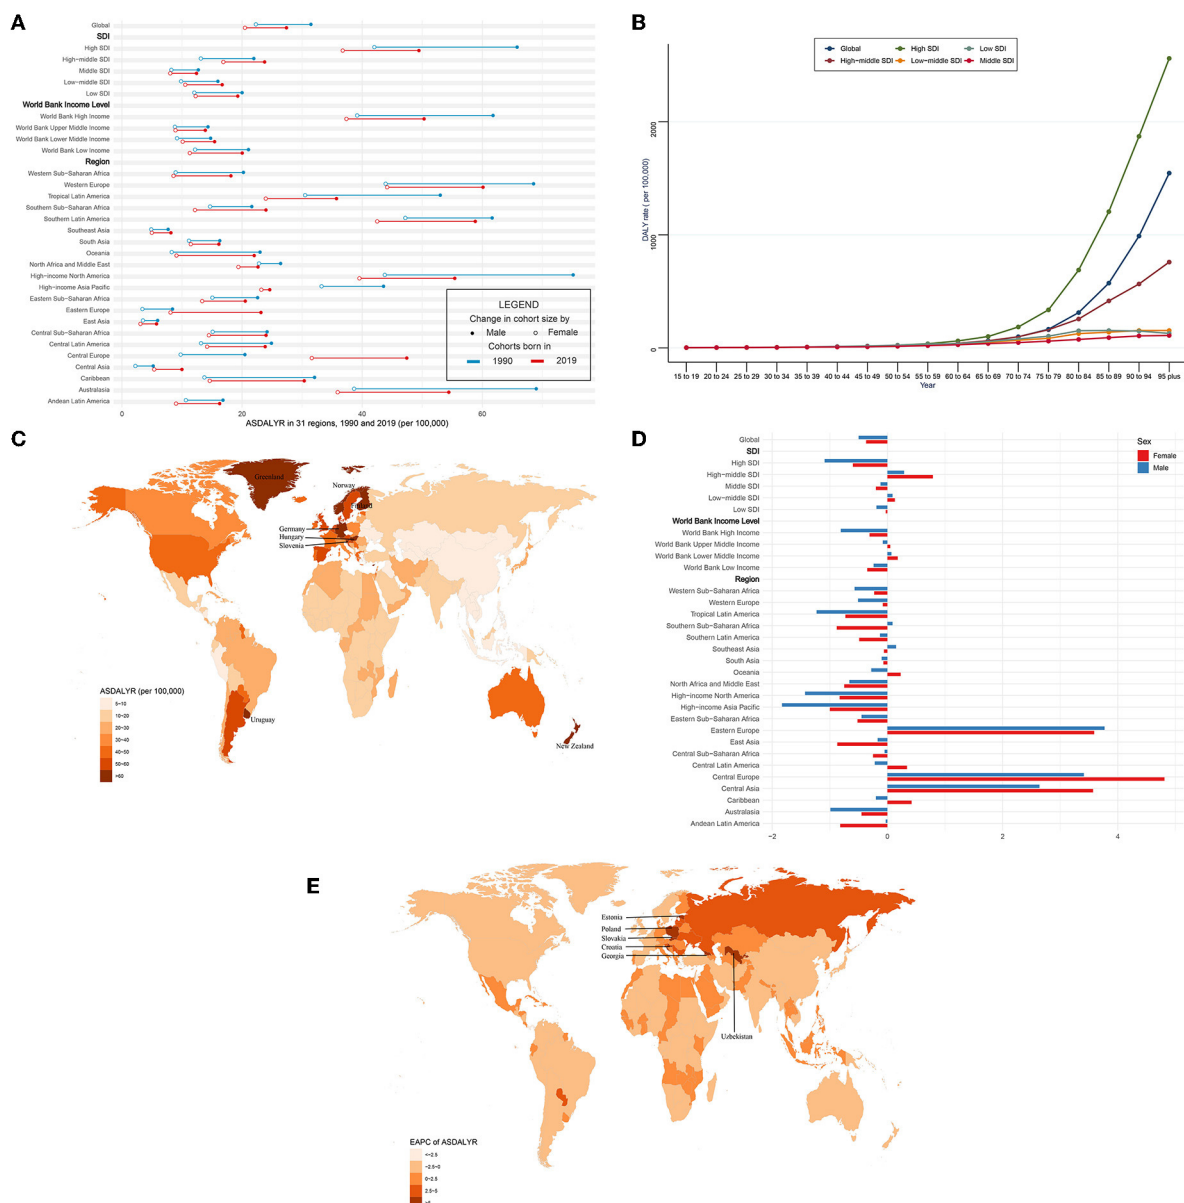 A
Global
SDI
High SDI
High-middle SDI
Middle SDI
Low-middle SDI
Low SDI
World Bank Income Level
World Bank High Income
World Bank Upper Middle Income
World Bank Lower Middle Income
World Bank Low Income
Region
Western Sub-Saharan Africa
Western Europe
Tropical Latin America
Southern Sub-Saharan Africa
Southern Latin America
Southeast Asia
South Asia
Oceania
North Africa and Middle East
High-income North America
High-income Asia Pacific
Eastern Sub-Saharan Africa
Eastern Europe
East Asia
Central Sub-Saharan Africa
Central Latin America
Central Europe
Central Asia
Caribbean
Australasia
Andean Latin America
0 20 40 60
ASDALYR in 31 regions, 1990 and 2019 (per 100,000)
LEGEND
Change in cohort size by
Male Female
Cohorts born in
1990 2019
B
Global High SDI Low SDI
High-middle SDI Low-middle SDI Middle SDI
DALY rate ( per 100,000)
2000
1000
0
15 to 19 20 to 24 25 to 29 30 to 34 35 to 39 40 to 44 45 to 49 50 to 54 55 to 59 60 to 64 65 to 69 70 to 74 75 to 79 80 to 84 85 to 89 90 to 94 95 plus
Year
C
Greenland
Norway
Finland
Germany
Hungary
Slovenia
Uruguay
New Zealand
ASDALYR (per 100,000)
5~10
10~20
20~30
30~40
40~50
50~60
>60
D
Global
SDI
High SDI
High-middle SDI
Middle SDI
Low-middle SDI
Low SDI
World Bank Income Level
World Bank High Income
World Bank Upper Middle Income
World Bank Lower Middle Income
World Bank Low Income
Region
Western Sub-Saharan Africa
Western Europe
Tropical Latin America
Southern Sub-Saharan Africa
Southern Latin America
Southeast Asia
South Asia
Oceania
North Africa and Middle East
High-income North America
High-income Asia Pacific
Eastern Sub-Saharan Africa
Eastern Europe
East Asia
Central Sub-Saharan Africa
Central Latin America
Central Europe
Central Asia
Caribbean
Australasia
Andean Latin America
−2 0 2 4
Sex
Female
Male
E
Estonia
Poland
Slovakia
Croatia
Georgia
Uzbekistan
EAPC of ASDALYR
<-2.5
-2.5~0
0~2.5
2.5~5